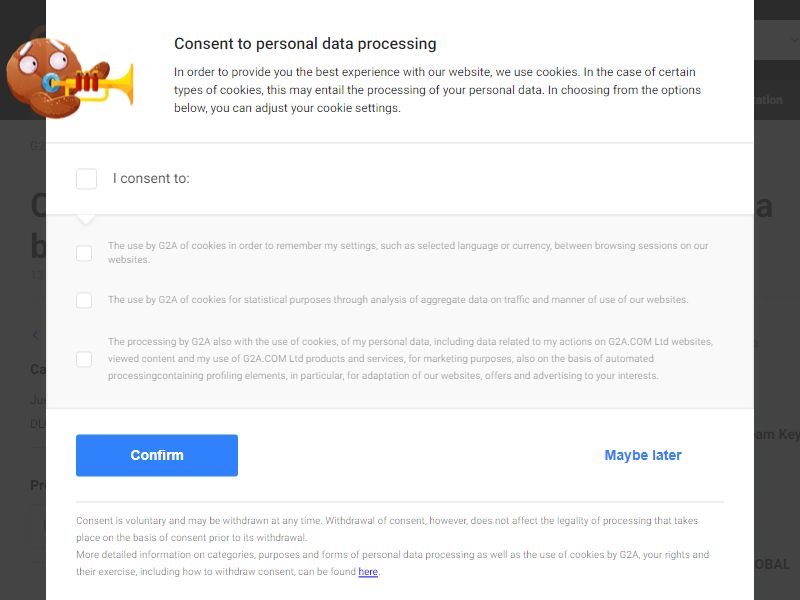 Consent to personal data processing
In order to provide you the best experience with our website, we use cookies. In the case of certain
types of cookies, this may entail the processing of your personal data. In choosing from the options
below, you can adjust your cookie settings.
I consent to:
The use by G2A of cookies in order to remember my settings, such as selected language or currency, between browsing sessions on our
websites.
The use by G2A of cookies for statistical purposes through analysis of aggregate data on traffic and manner of use of our websites.
The processing by G2A also with the use of cookies, of my personal data, including data related to my actions on G2A.COM Ltd websites,
viewed content and my use of G2A.COM Ltd products and services, for marketing purposes, also on the basis of automated
processingcontaining profiling elements, in particular, for adaptation of our websites, offers and advertising to your interests.
Confirm
Maybe later
Consent is voluntary and may be withdrawn at any time. Withdrawal of consent, however, does not affect the legality of processing that takes
place on the basis of consent prior to its withdrawal.
More detailed information on categories, purposes and forms of personal data processing as well as the use of cookies by G2A, your rights and
their exercise, including how to withdraw consent, can be found here.